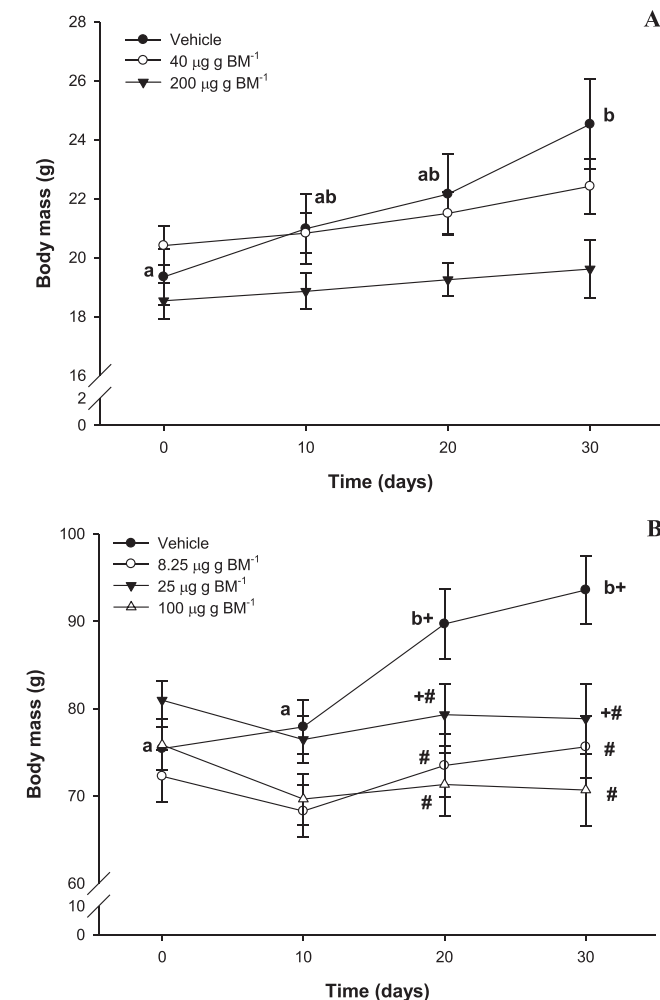 A
28
Vehicle
40 μg g BM-1
200 μg g BM-1
26
24
22
20
18
16
2
0
Body mass (g)
a
ab
ab
b
0 10 20 30
Time (days)
B
100
Vehicle
8.25 μg g BM-1
25 μg g BM-1
100 μg g BM-1
90
80
70
60
10
0
Body mass (g)
a
a
b+
b+
+#
+#
#
#
#
#
0 10 20 30
Time (days)